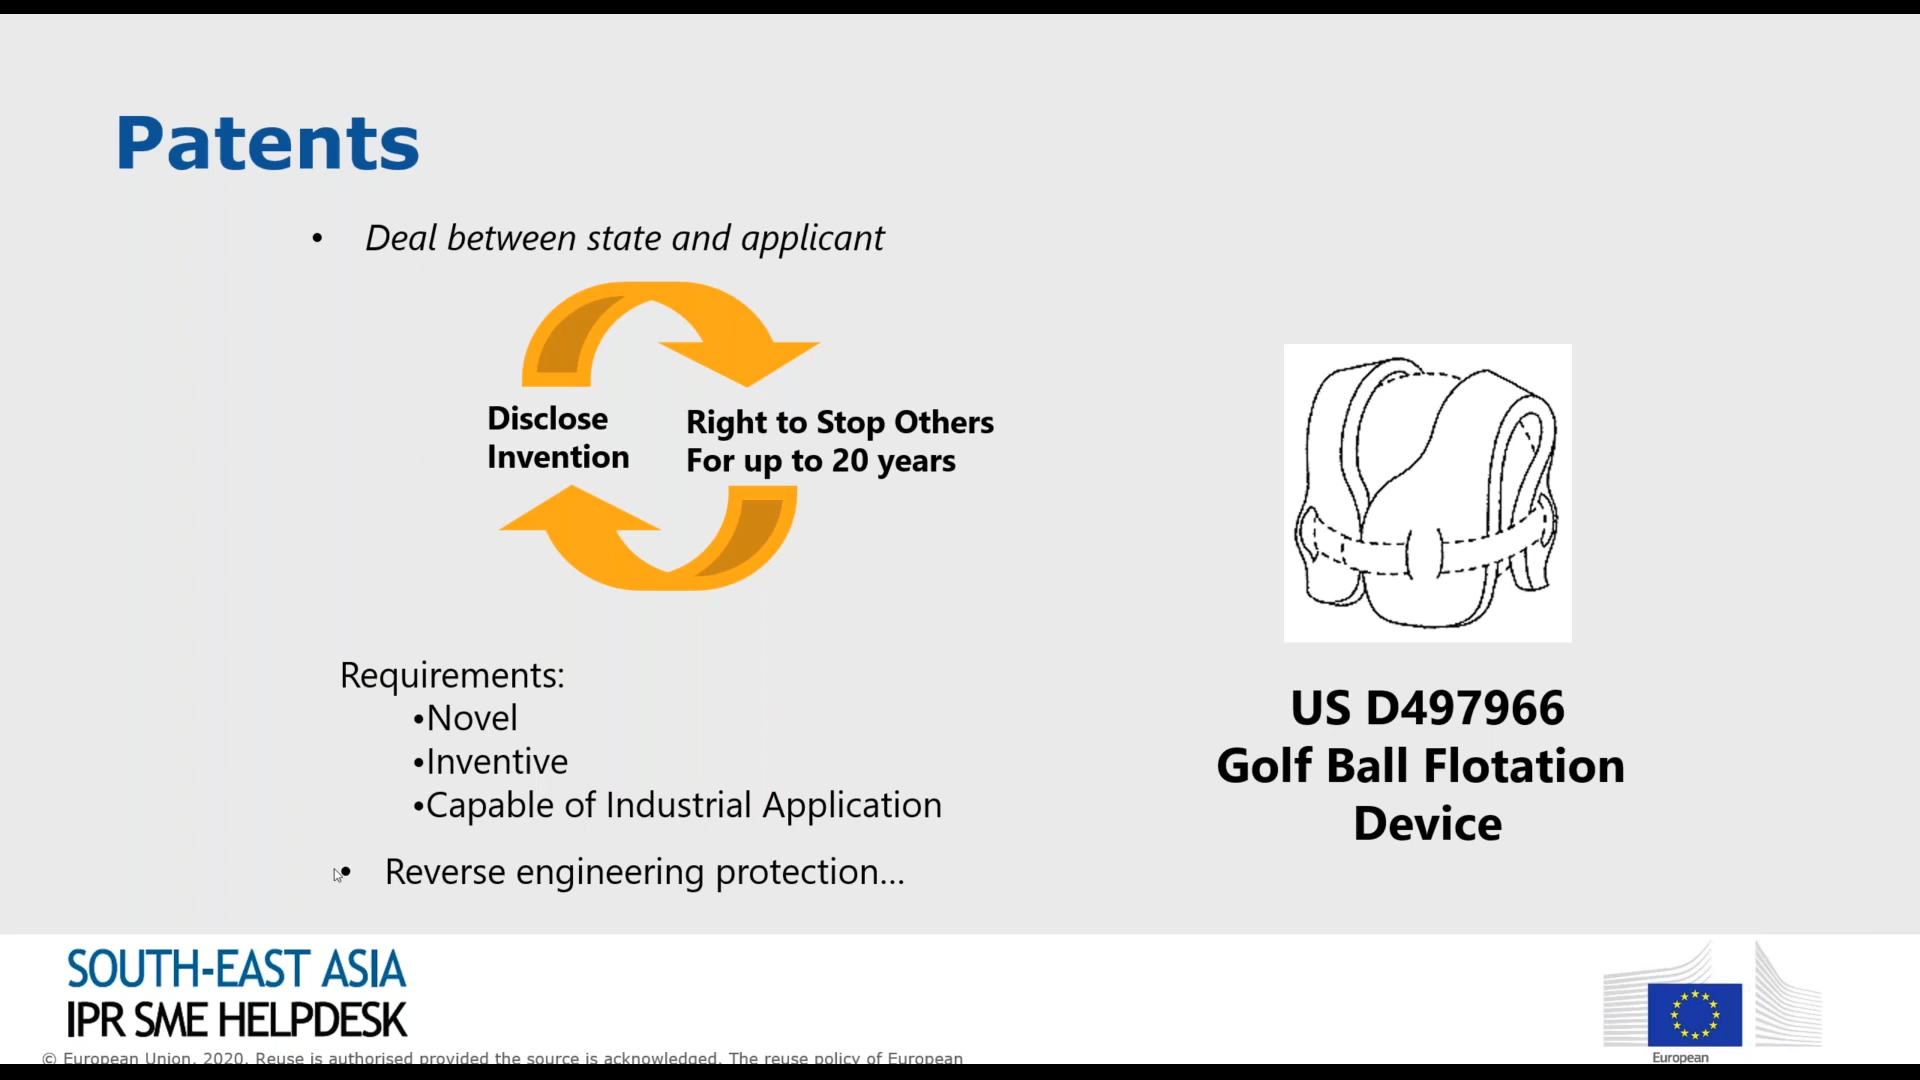 Patents
• Deal between state and applicant
Disclose
Invention
Right to Stop Others
For up to 20 years
Requirements:
•Novel
•Inventive
•Capable of Industrial Application
• Reverse engineering protection...
US D497966
Golf Ball Flotation
Device
SOUTH-EAST ASIA
IPR SME HELPDESK
© European Union, 2020. Reuse is authorised provided the source is acknowledged. The reuse policy of European
European